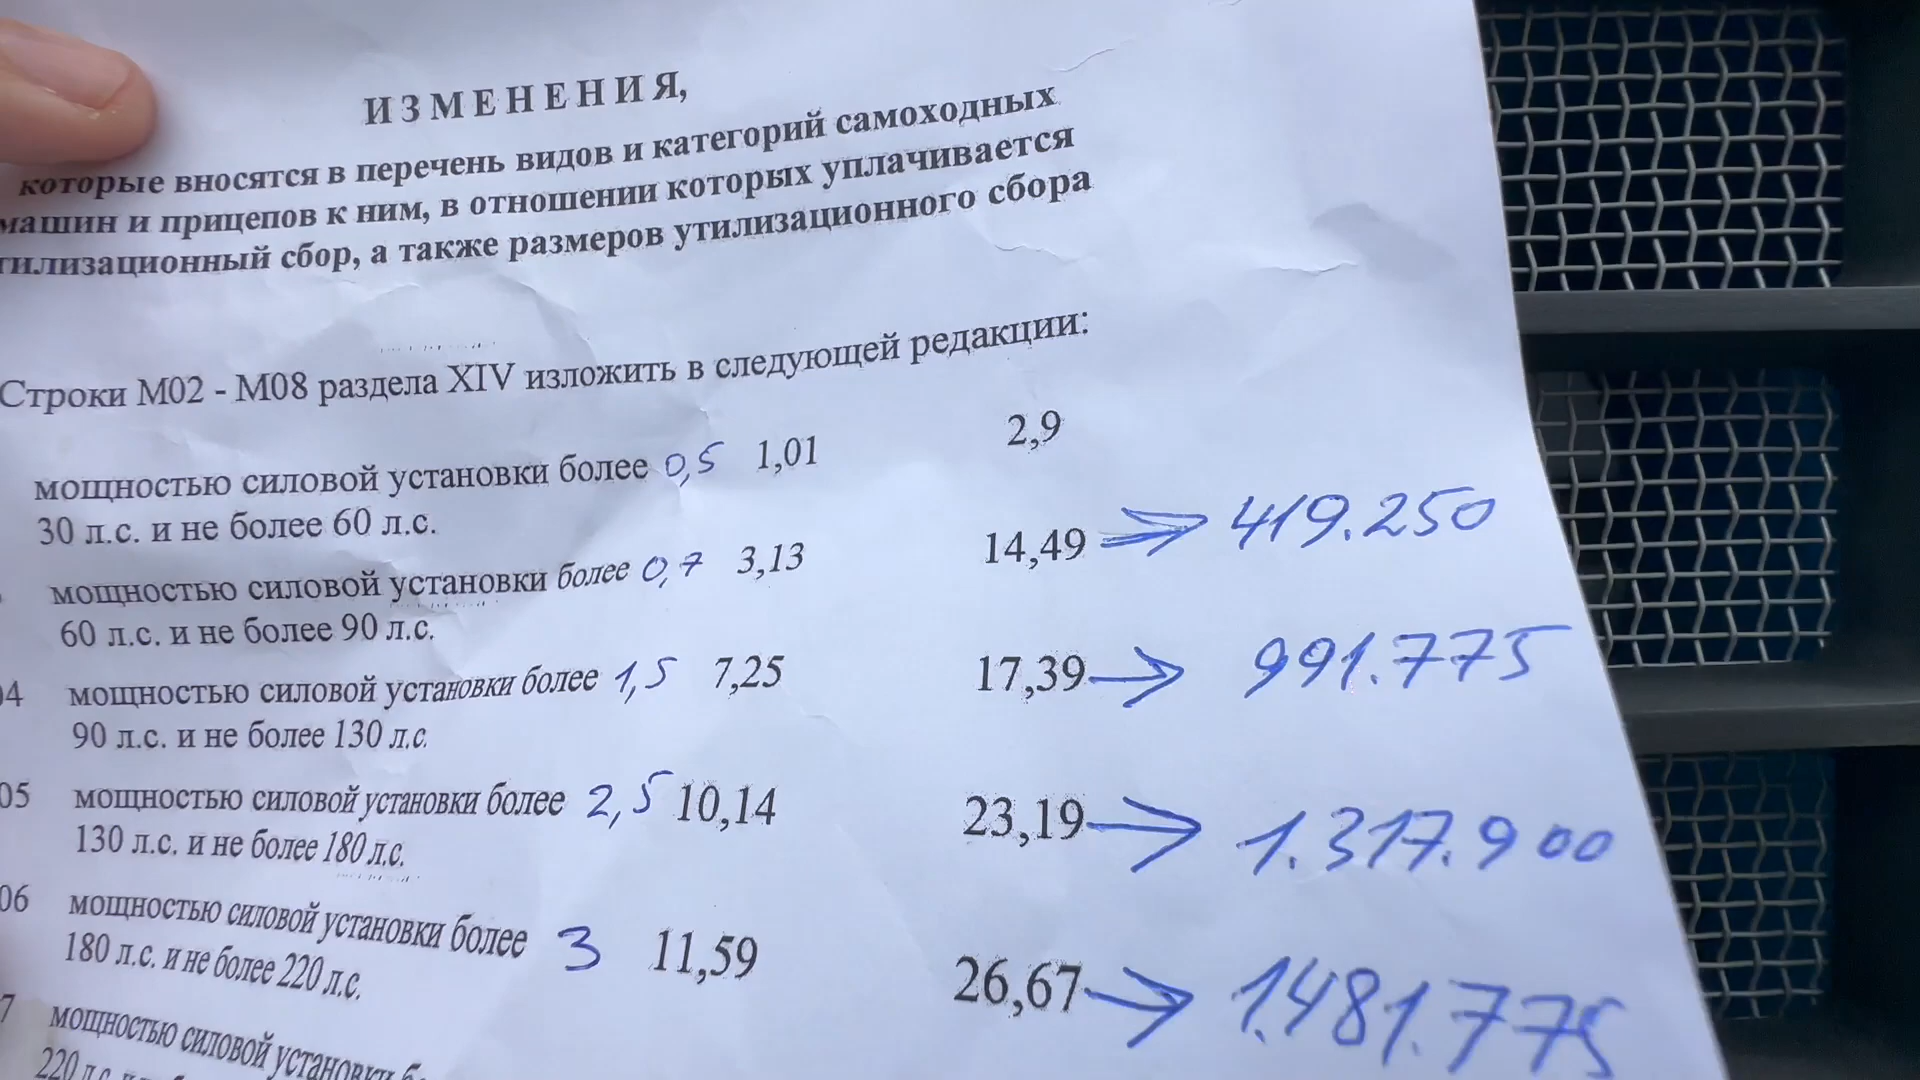 И З М Е Н Е Н И Я,
которые вносятся в перечень видов и категорий самоходных
машин и прицепов к ним, в отношении которых уплачивается
тилизационный сбор, а также размеров утилизационного сбора
Строки М02 - М08 раздела XIV изложить в следующей редакции:
мощностью силовой установки более 0,5 1,01 2,9
30 л.с. и не более 60 л.с.
мощностью силовой установки более 0,7 3,13 14,49 → 419.250
60 л.с. и не более 90 л.с.
04 мощностью силовой установки более 1,5 7,25 17,39 → 991.775
90 л.с. и не более 130 л.с.
05 мощностью силовой установки более 2,5 10,14 23,19 → 1.317.900
130 л.с. и не более 180 л.с.
06 мощностью силовой установки более 3 11,59 26,67 → 1.481.775
180 л.с. и не более 220 л.с.
7 мощностью силовой установки б
220 л.с.